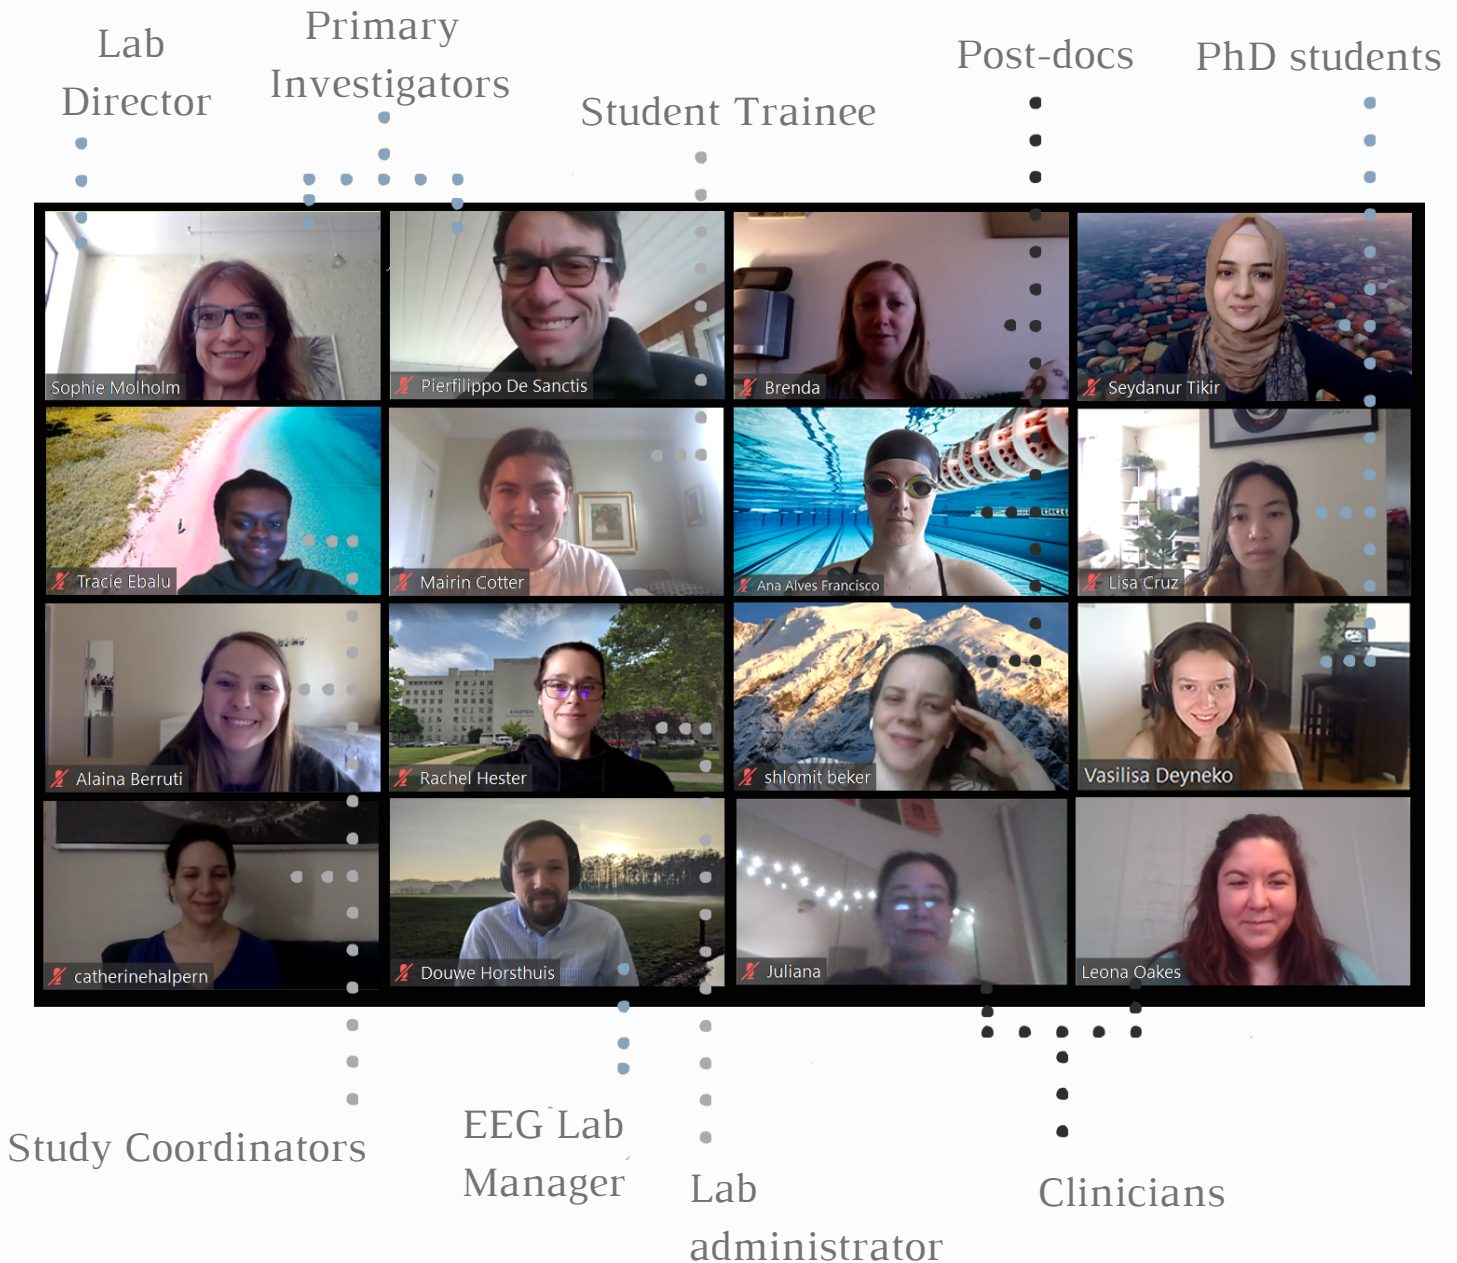 Lab
Director
Primary
Investigators
Student Trainee
Post-docs
PhD students
Sophie Molholm
Pierfilippo De Sanctis
Brenda
Seydanur Tikir
Tracie Ebalu
Mairin Cotter
Ana Alves Francisco
Lisa Cruz
Alaina Berruti
Rachel Hester
shlomit beker
Vasilisa Deyneko
catherinehalpern
Douwe Horsthuis
Juliana
Leona Oakes
Study Coordinators
EEG Lab
Manager
Lab
administrator
Clinicians